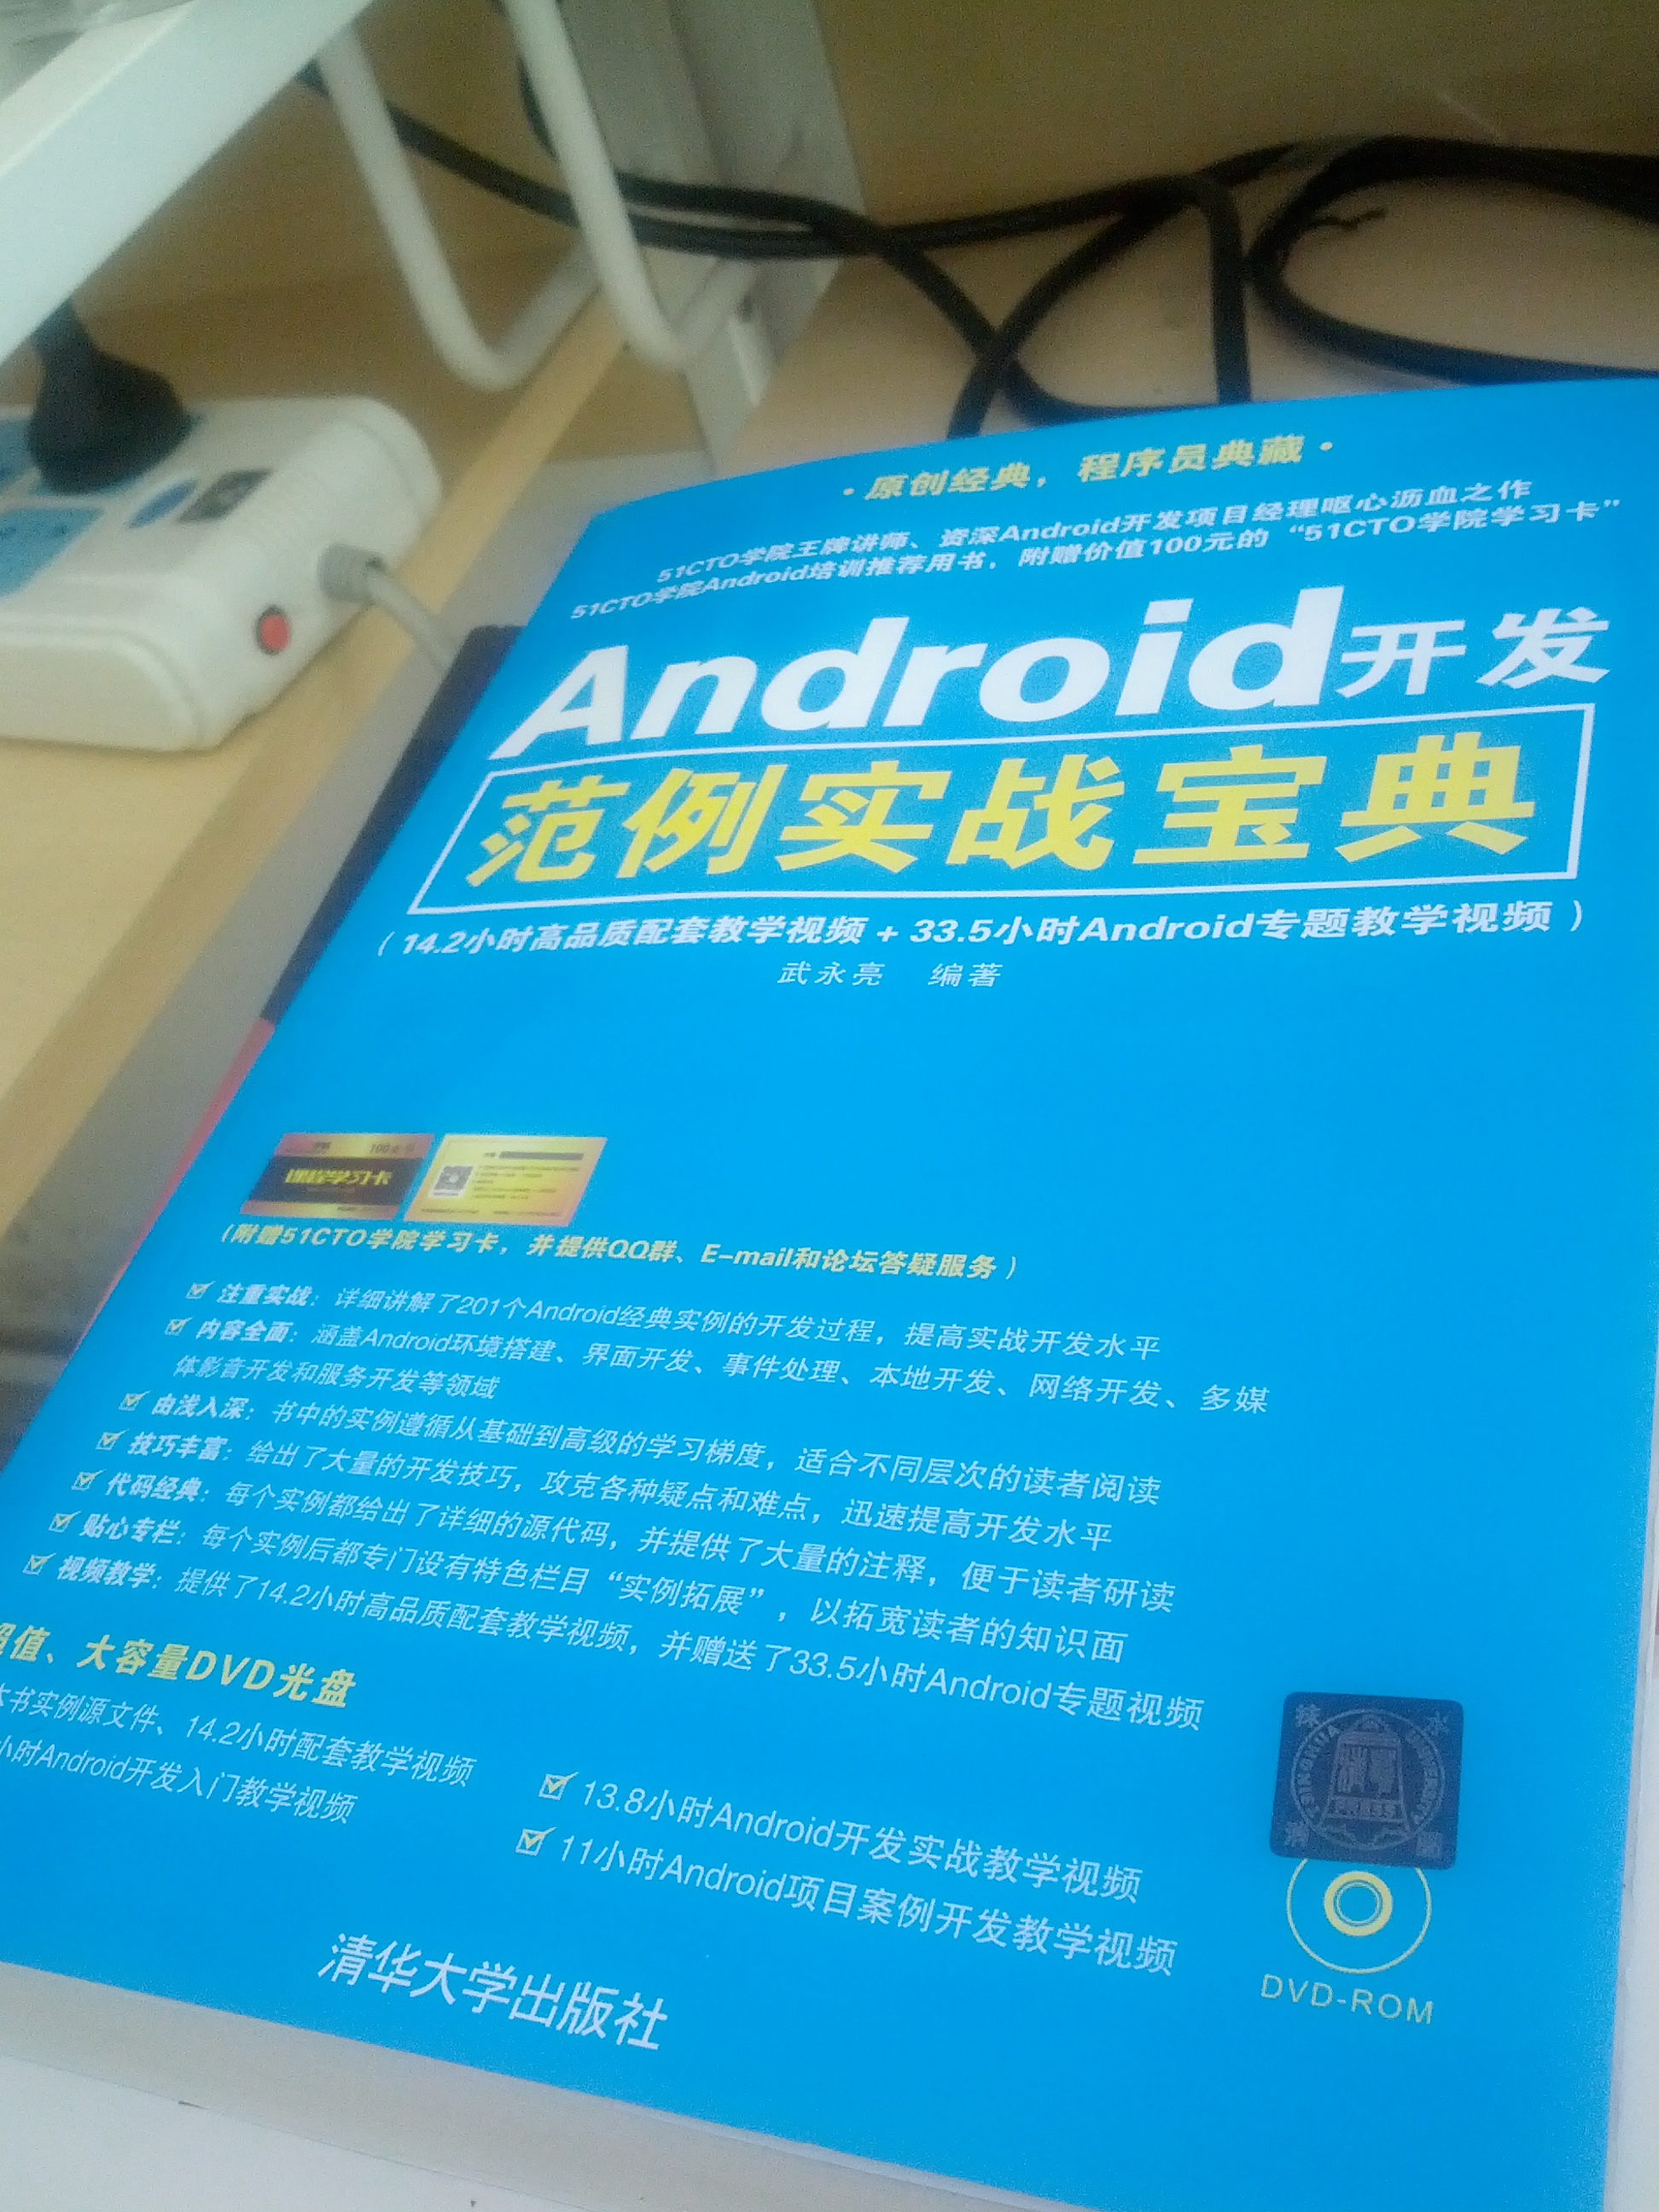 ·原创经典，程序员典藏·
51CTO学院王牌讲师、资深Android开发项目经理呕心沥血之作
51CTO学院Android培训推荐用书，附赠价值100元的“51CTO学院学习卡”
Android开发
范例实战宝典
（14.2小时高品质配套教学视频 + 33.5小时Android专题教学视频）
武永亮 编著
课程学习卡
（附赠51CTO学院学习卡，并提供QQ群、E-mail和论坛答疑服务）
注重实战：详细讲解了201个Android经典实例的开发过程，提高实战开发水平
内容全面：涵盖Android环境搭建、界面开发、事件处理、本地开发、网络开发、多媒
体影音开发和服务开发等领域
由浅入深：书中的实例遵循从基础到高级的学习梯度，适合不同层次的读者阅读
技巧丰富：给出了大量的开发技巧，攻克各种疑点和难点，迅速提高开发水平
代码经典：每个实例都给出了详细的源代码，并提供了大量的注释，便于读者研读
贴心专栏：每个实例后都专门设有特色栏目“实例拓展”，以拓宽读者的知识面
视频教学：提供了14.2小时高品质配套教学视频，并赠送了33.5小时Android专题视频
超值、大容量DVD光盘
本书实例源文件、14.2小时配套教学视频
小时Android开发入门教学视频
13.8小时Android开发实战教学视频
11小时Android项目案例开发教学视频
TSINGHUA UNIVERSITY
PRESS
DVD-ROM
清华大学出版社